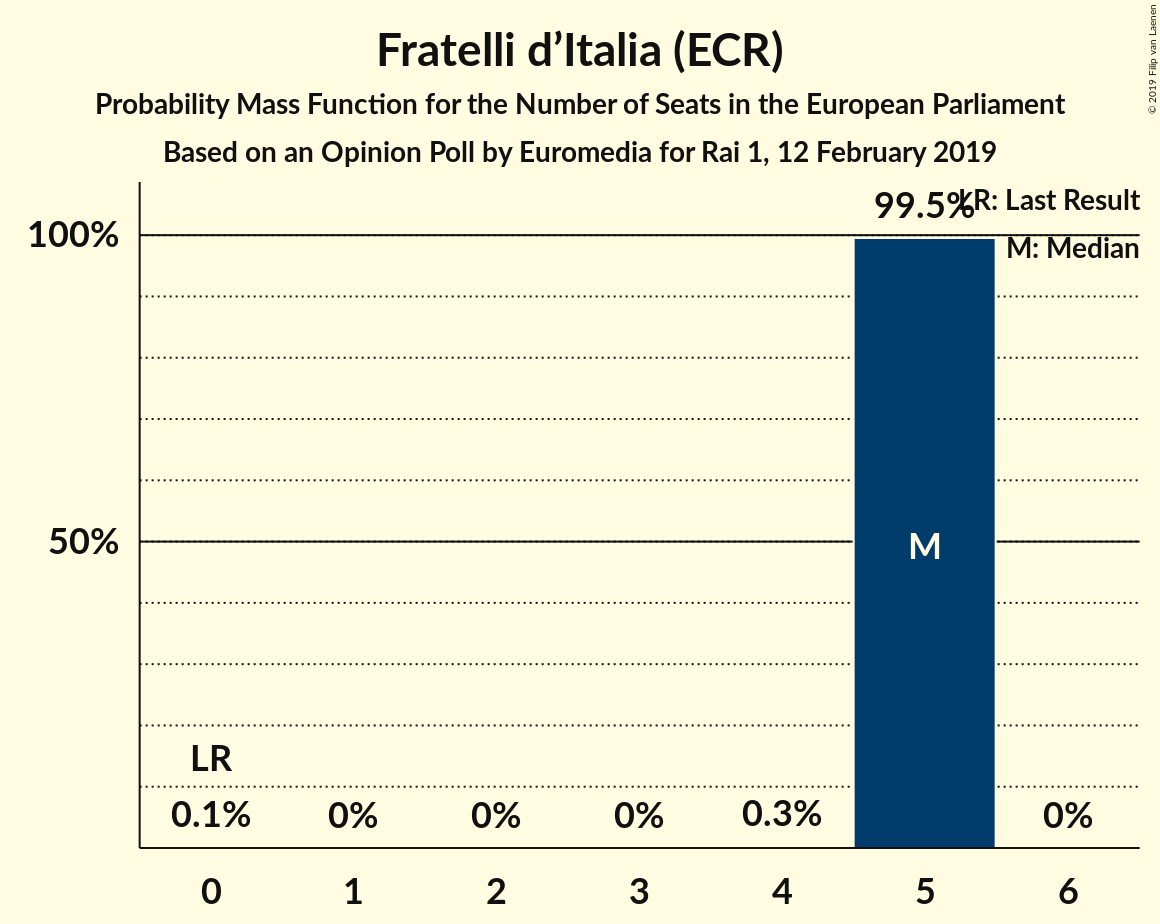 Fratelli d’Italia (ECR)
Probability Mass Function for the Number of Seats in the European Parliament
Based on an Opinion Poll by Euromedia for Rai 1, 12 February 2019
© 2019 Filip van Laenen
LR: Last Result
M: Median
99.5%
100%
50%
M
LR
0.1%
0%
0%
0%
0.3%
0%
0
1
2
3
4
5
6